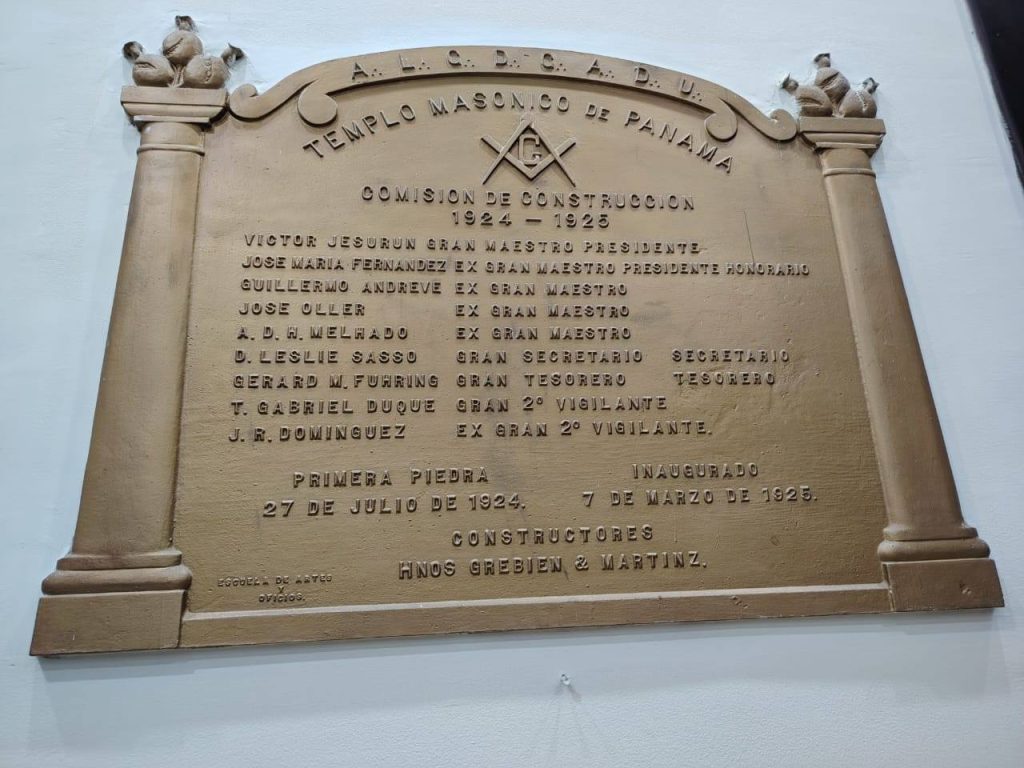 A∴ L∴ G∴ D∴ G∴ A∴ D∴ U∴
TEMPLO MASONICO DE PANAMA
G
COMISION DE CONSTRUCCION
1924 - 1925
VICTOR JESURUN GRAN MAESTRO PRESIDENTE
JOSE MARIA FERNANDEZ EX GRAN MAESTRO PRESIDENTE HONORARIO
GUILLERMO ANDREVE EX GRAN MAESTRO
JOSE OLLER EX GRAN MAESTRO
A. D. H. MELHADO EX GRAN MAESTRO
D. LESLIE SASSO GRAN SECRETARIO SECRETARIO
GERARD M. FUHRING GRAN TESORERO TESORERO
T. GABRIEL DUQUE GRAN 2º VIGILANTE
J. R. DOMINGUEZ EX GRAN 2º VIGILANTE.
PRIMERA PIEDRA
27 DE JULIO DE 1924.
INAUGURADO
7 DE MARZO DE 1925.
CONSTRUCTORES
HNOS GREBIEN & MARTINZ.
ESCUELA DE ARTES
Y
OFICIOS.